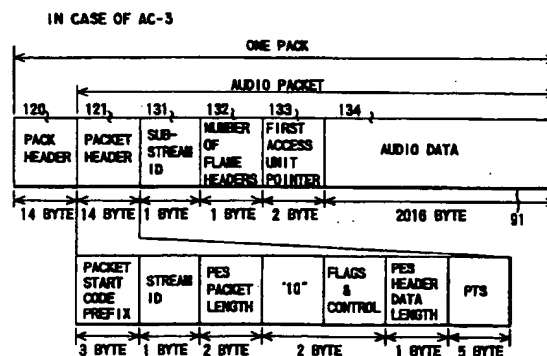 IN CASE OF AC-3
ONE PACK
AUDIO PACKET
120 121 131 132 133 134
PACK HEADER
PACKET HEADER
SUB-STREAM ID
NUMBER OF FLAME HEADERS
FIRST ACCESS UNIT POINTER
AUDIO DATA
14 BYTE 14 BYTE 1 BYTE 1 BYTE 2 BYTE 2016 BYTE 91
PACKET START CODE PREFIX
STREAM ID
PES PACKET LENGTH
"10"
FLAGS & CONTROL
PES HEADER DATA LENGTH
PTS
3 BYTE 1 BYTE 2 BYTE 2 BYTE 1 BYTE 5 BYTE